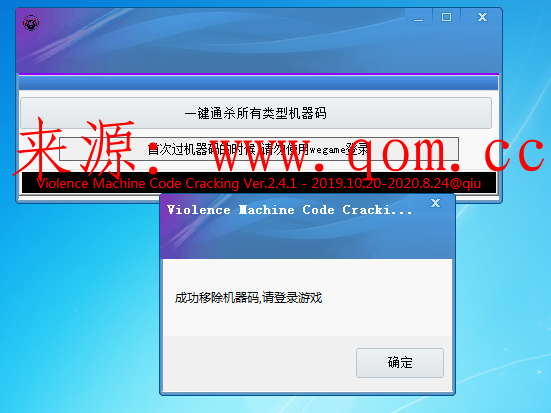 一键通杀所有类型机器码
首次过机器码的时候,请勿使用wegame登录
来源：www.qom.cc
Violence Machine Code Cracking Ver.2.4.1 - 2019.10.20-2020.8.24@qiu
Violence Machine Code Cracki...
成功移除机器码,请登录游戏
确定